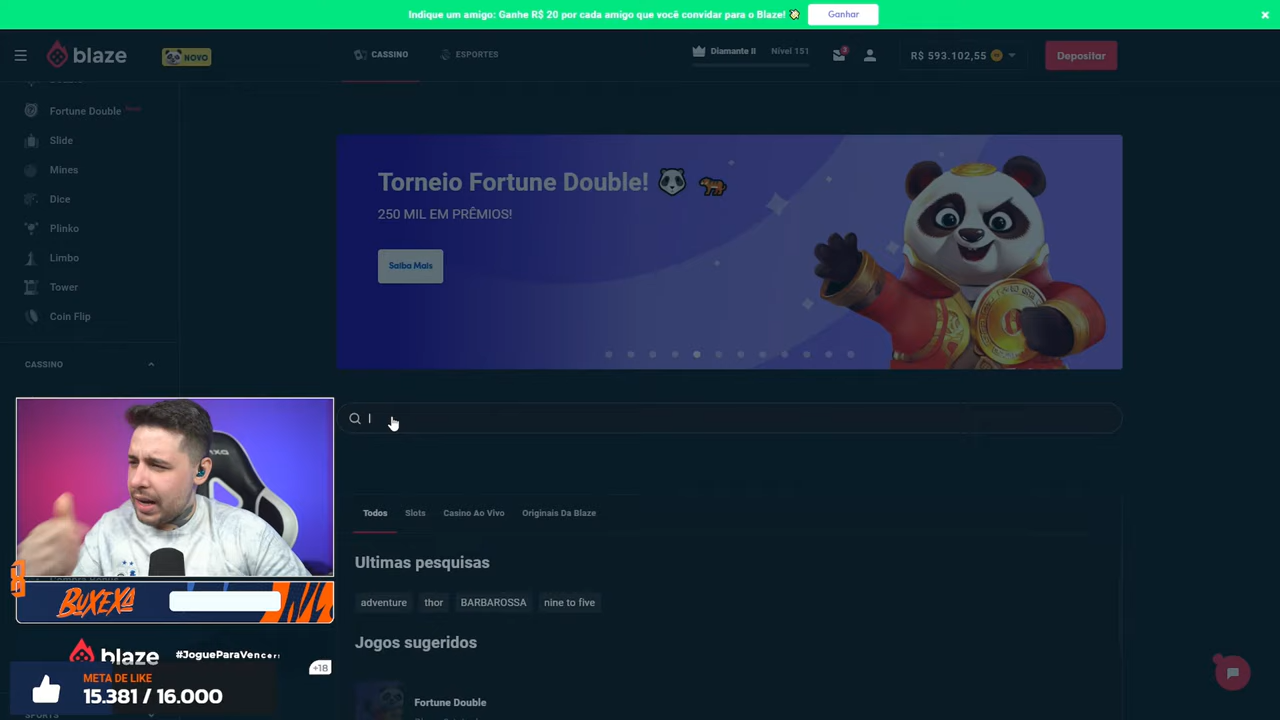 Indique um amigo: Ganhe R$ 20 por cada amigo que você convidar para o Blaze!
Ganhar
blaze
NOVO
CASSINO
ESPORTES
Diamante II
Nível 151
3
R$ 593.102,55
Depositar
Fortune Double
Slide
Mines
Dice
Plinko
Limbo
Tower
Coin Flip
CASSINO
Torneio Fortune Double!
250 MIL EM PRÊMIOS!
Saiba Mais
Todos
Slots
Casino Ao Vivo
Originais Da Blaze
Ultimas pesquisas
adventure
thor
BARBAROSSA
nine to five
Jogos sugeridos
Fortune Double
BUXEXA
blaze
#JogueParaVencer
+18
META DE LIKE
15.381 / 16.000
SPORTS